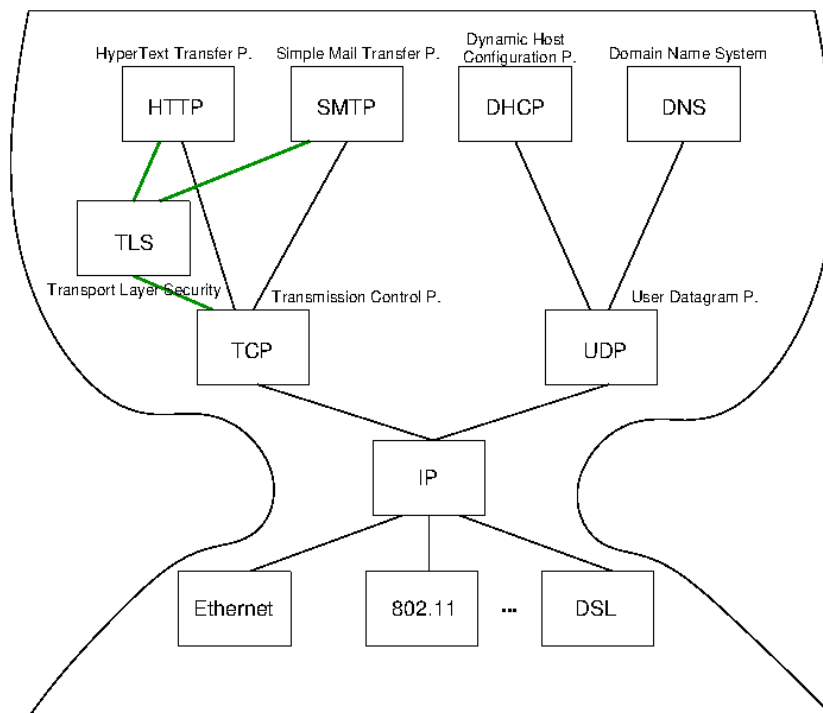 HyperText Transfer P.
Simple Mail Transfer P.
Dynamic Host
Configuration P.
Domain Name System
HTTP
SMTP
DHCP
DNS
TLS
Transport Layer Security
Transmission Control P.
User Datagram P.
TCP
UDP
IP
Ethernet
802.11
...
DSL